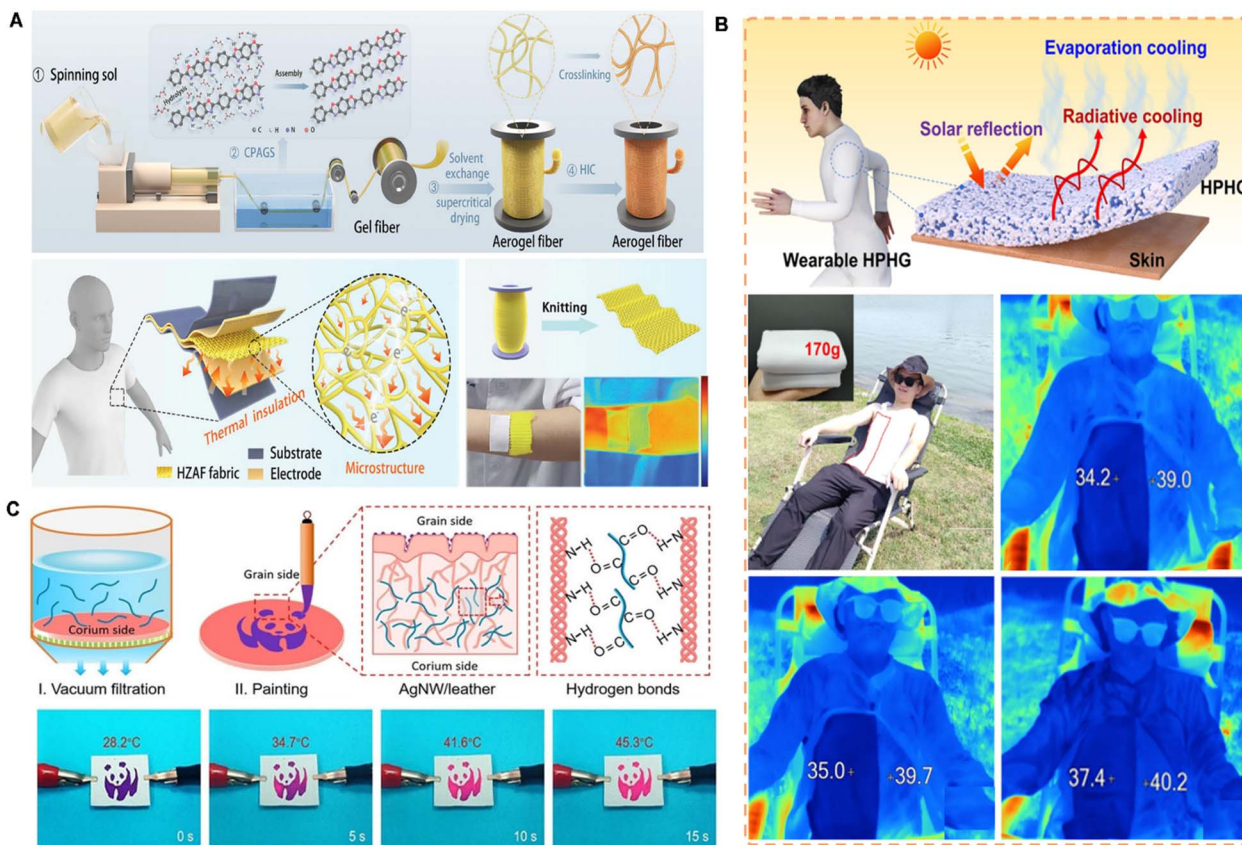 A
① Spinning sol
Hydrolysis
Assembly
C H N O
② CPAGS
Gel fiber
Solvent
exchange
③
supercritical
drying
Crosslinking
④ HIC
Aerogel fiber
Aerogel fiber
Thermal insulation
e⁻
e⁻
e⁻
Microstructure
Substrate
HZAF fabric
Electrode
Knitting
B
Evaporation cooling
Radiative cooling
Solar reflection
HPHG
Wearable HPHG
Skin
170g
34.2
39.0
35.0
39.7
37.4
40.2
C
Corium side
I. Vacuum filtration
Grain side
II. Painting
Grain side
Corium side
AgNW/leather
N-H
C=O
H-N
O=C
N-H
C=O
H-N
O=C
N-H
C=O
H-N
O=C
Hydrogen bonds
28.2°C
0 s
34.7°C
5 s
41.6°C
10 s
45.3°C
15 s